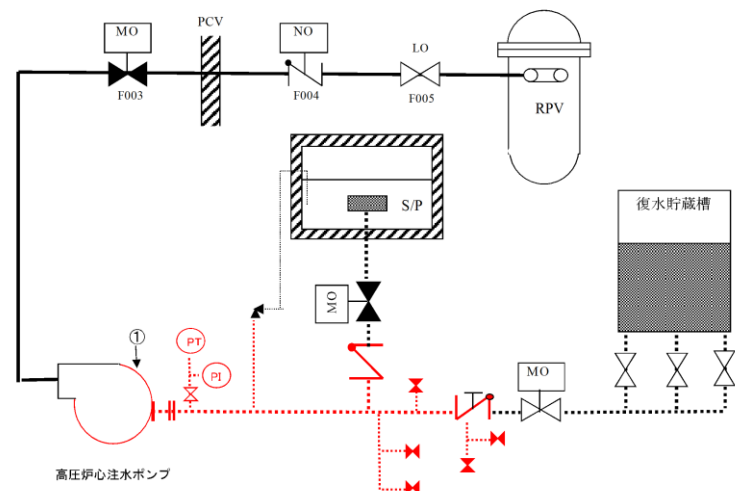 MO
PCV
NO
LO
F003
F004
F005
RPV
S/P
復水貯蔵槽
MO
MO
①
PT
PI
高圧炉心注水ポンプ